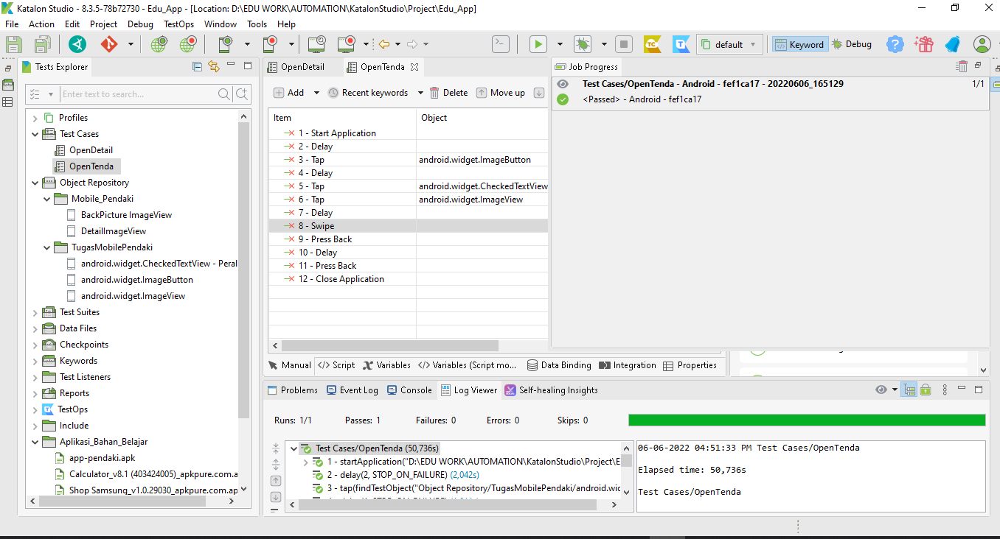 Katalon Studio - 8.3.5-78b72730 - Edu_App - [Location: D:\EDU WORK\AUTOMATION\KatalonStudio\Project\Edu_App]
File Action Edit Project Debug TestOps Window Tools Help
TC T default Keyword Debug
Tests Explorer
Enter text to search...
Profiles
Test Cases
OpenDetail
OpenTenda
Object Repository
Mobile_Pendaki
BackPicture ImageView
DetailImageView
TugasMobilePendaki
android.widget.CheckedTextView - Peral
android.widget.ImageButton
android.widget.ImageView
Test Suites
Data Files
Checkpoints
Keywords
Test Listeners
Reports
TestOps
Include
Aplikasi_Bahan_Belajar
app-pendaki.apk
Calculator_v8.1 (403424005)_apkpure.com.a
Shop Samsung_v1.0.29030_apkpure.com.ap
OpenDetail OpenTenda
Add Recent keywords Delete Move up
Item Object
1 - Start Application
2 - Delay
3 - Tap android.widget.ImageButton
4 - Delay
5 - Tap android.widget.CheckedTextView
6 - Tap android.widget.ImageView
7 - Delay
8 - Swipe
9 - Press Back
10 - Delay
11 - Press Back
12 - Close Application
Manual Script Variables Variables (Script mo... Data Binding Integration Properties
Job Progress
Test Cases/OpenTenda - Android - fef1ca17 - 20220606_165129 1/1
<Passed> - Android - fef1ca17
Problems Event Log Console Log Viewer Self-healing Insights
Runs: 1/1 Passes: 1 Failures: 0 Errors: 0 Skips: 0
Test Cases/OpenTenda (50,736s)
1 - startApplication("D:\EDU WORK\AUTOMATION\KatalonStudio\Project\E
2 - delay(2, STOP_ON_FAILURE) (2,042s)
3 - tap(findTestObject("Object Repository/TugasMobilePendaki/android.wid
06-06-2022 04:51:33 PM Test Cases/OpenTenda
Elapsed time: 50,736s
Test Cases/OpenTenda